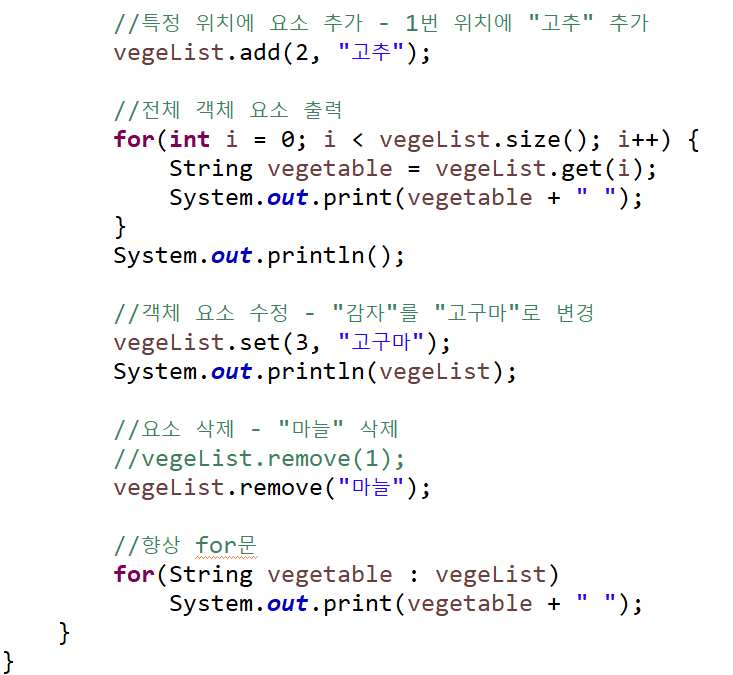 //특정 위치에 요소 추가 - 1번 위치에 "고추" 추가
vegeList.add(2, "고추");
//전체 객체 요소 출력
for(int i = 0; i < vegeList.size(); i++) {
String vegetable = vegeList.get(i);
System.out.print(vegetable + " ");
}
System.out.println();
//객체 요소 수정 - "감자"를 "고구마"로 변경
vegeList.set(3, "고구마");
System.out.println(vegeList);
//요소 삭제 - "마늘" 삭제
//vegeList.remove(1);
vegeList.remove("마늘");
//향상 for문
for(String vegetable : vegeList)
System.out.print(vegetable + " ");
}
}